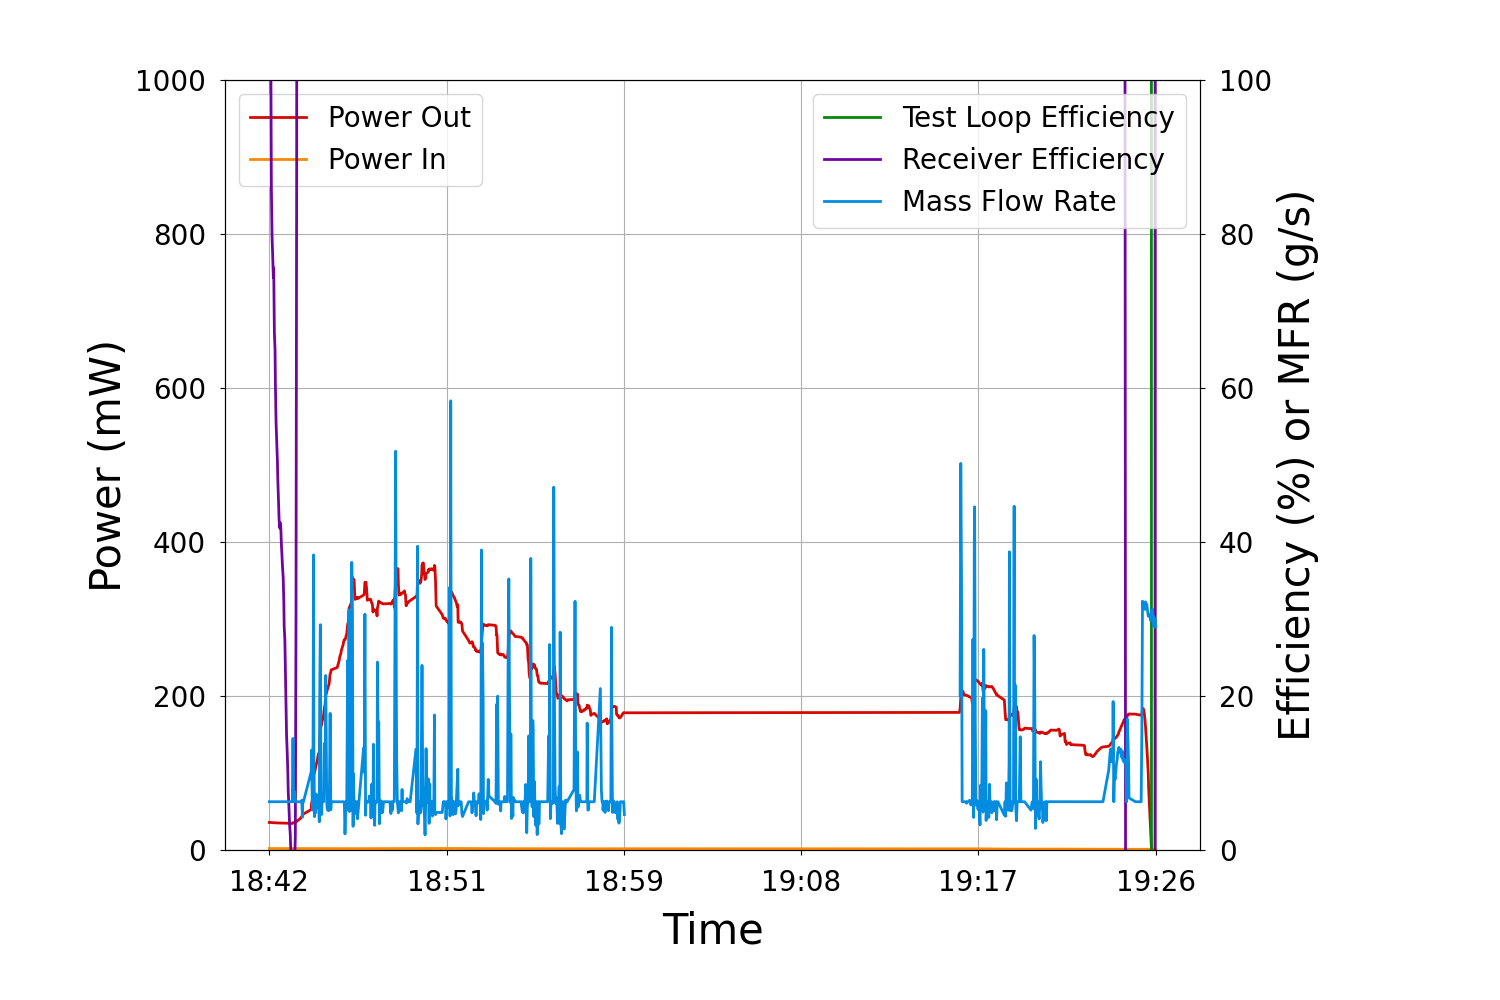 1000
800
600
400
200
0
Power (mW)
Power Out
Power In
Test Loop Efficiency
Receiver Efficiency
Mass Flow Rate
100
80
60
40
20
0
Efficiency (%) or MFR (g/s)
18:42
18:51
18:59
19:08
19:17
19:26
Time